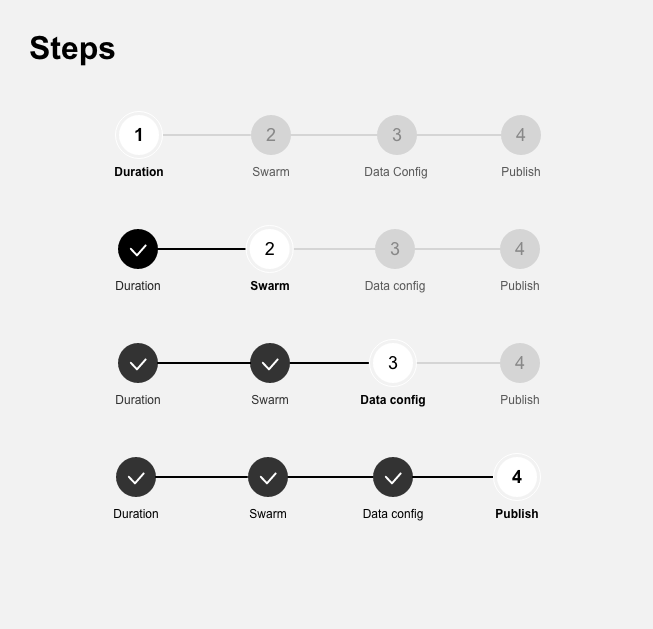 Steps
1 2 3 4
Duration Swarm Data Config Publish
2 3 4
Duration Swarm Data config Publish
3 4
Duration Swarm Data config Publish
4
Duration Swarm Data config Publish